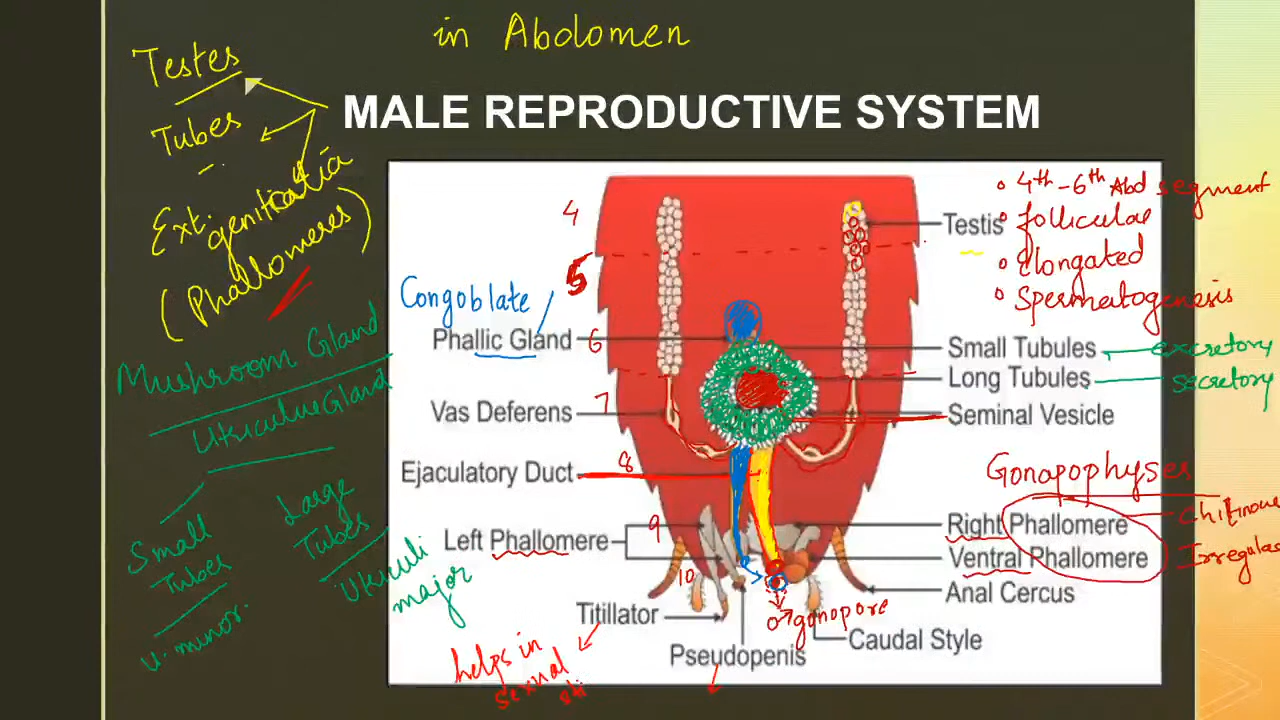 in Abdomen
Testes
Tubes
Ext. genitalia
(Phallomeres)
MALE REPRODUCTIVE SYSTEM
4
5
6
7
8
9
10
Congoblate
Phallic Gland
Vas Deferens
Ejaculatory Duct
Left Phallomere
Titillator
Pseudopenis
helps in
sexual
Testis
4th-6th Abd segment
follicular
elongated
Spermatogenesis
Small Tubules
excretory
Long Tubules
secretory
Seminal Vesicle
Gonapophyses
Right Phallomere
Ventral Phallomere
Chitinous
Irregular
Anal Cercus
Caudal Style
♂ gonopore
Mushroom Gland
Utriculue Gland
Small
Tubes
u. minor.
Large
Tubes
Utriculi
major